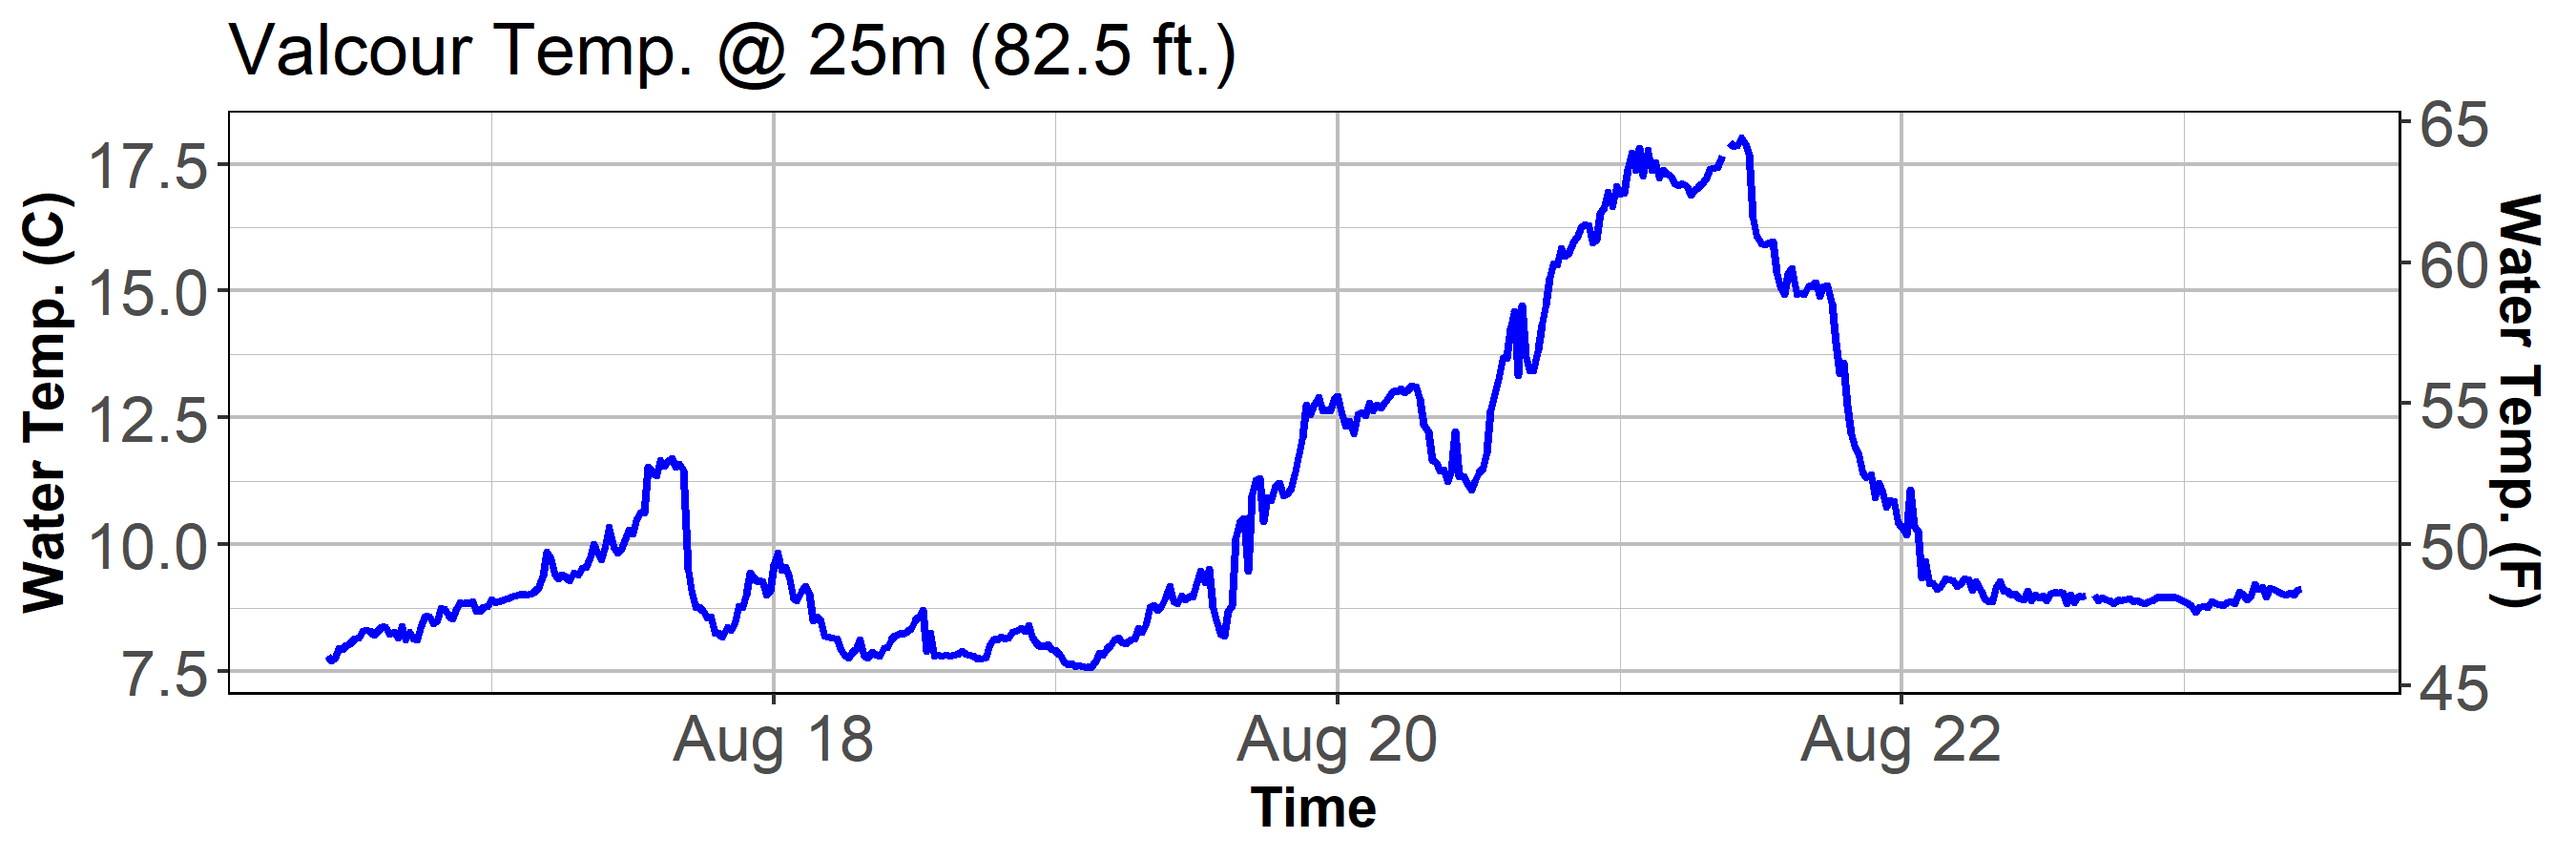 Valcour Temp. @ 25m (82.5 ft.)
Water Temp. (C)
17.5
15.0
12.5
10.0
7.5
65
60
55
50
45
Water Temp. (F)
Aug 18
Aug 20
Aug 22
Time